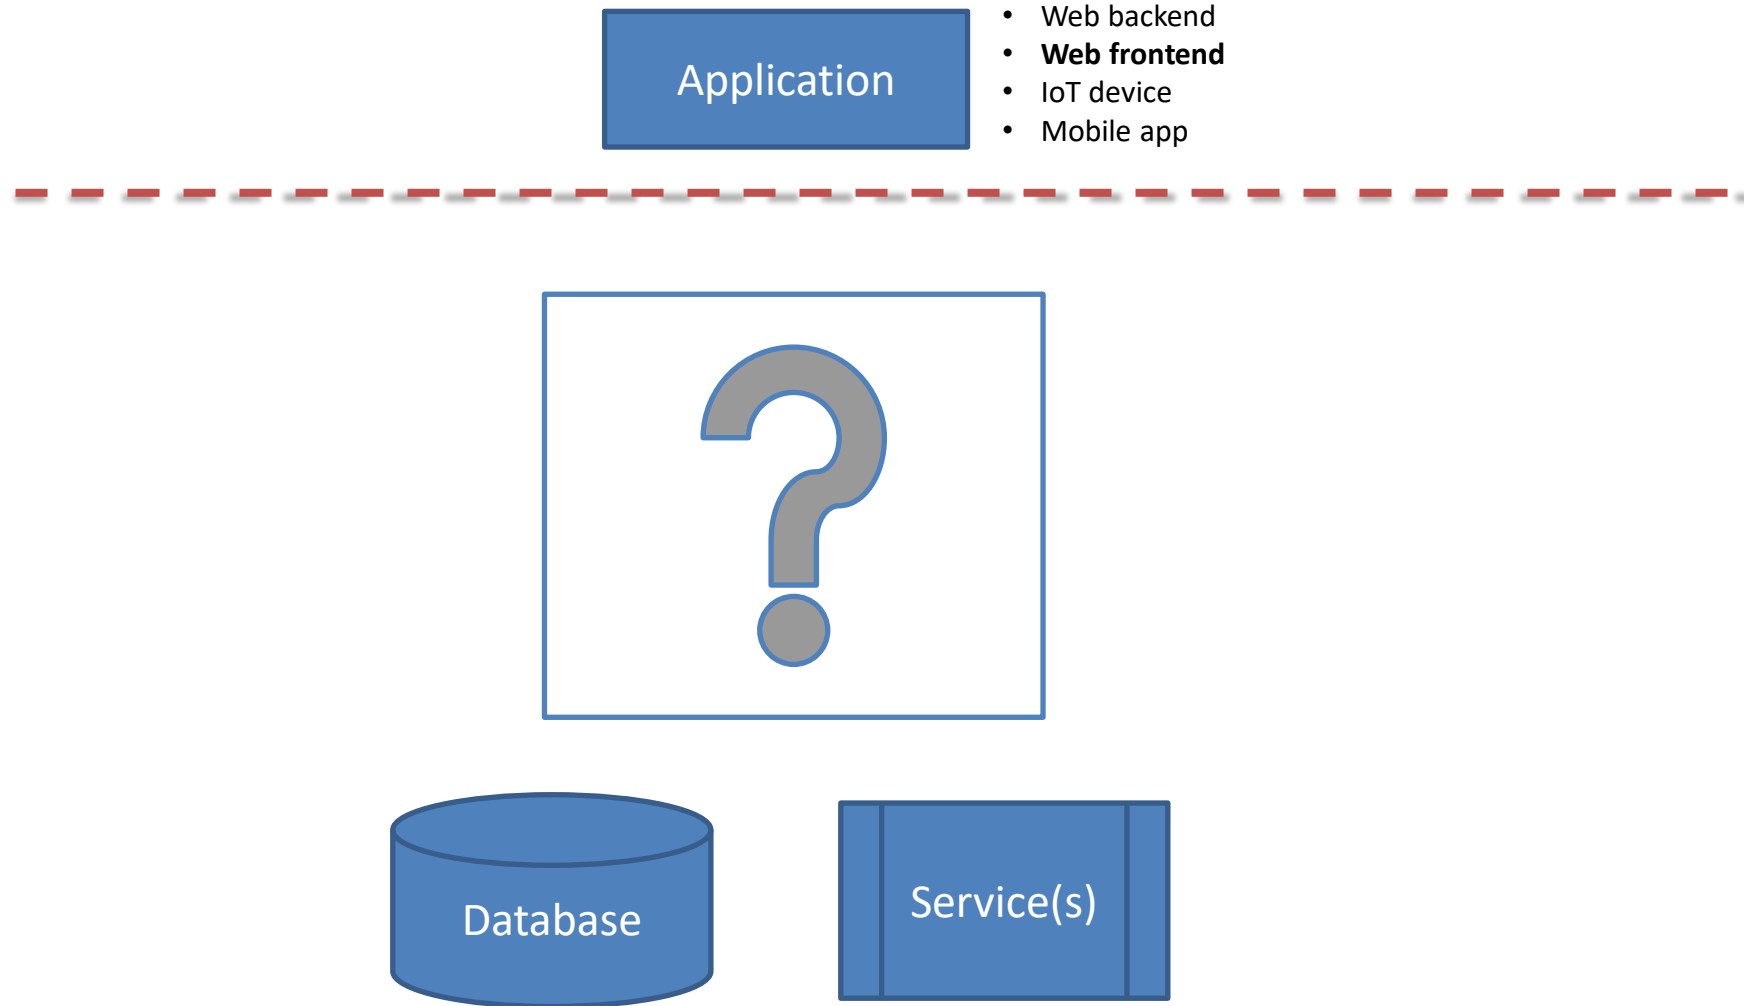 Application
• Web backend
• Web frontend
• IoT device
• Mobile app
?
Database
Service(s)